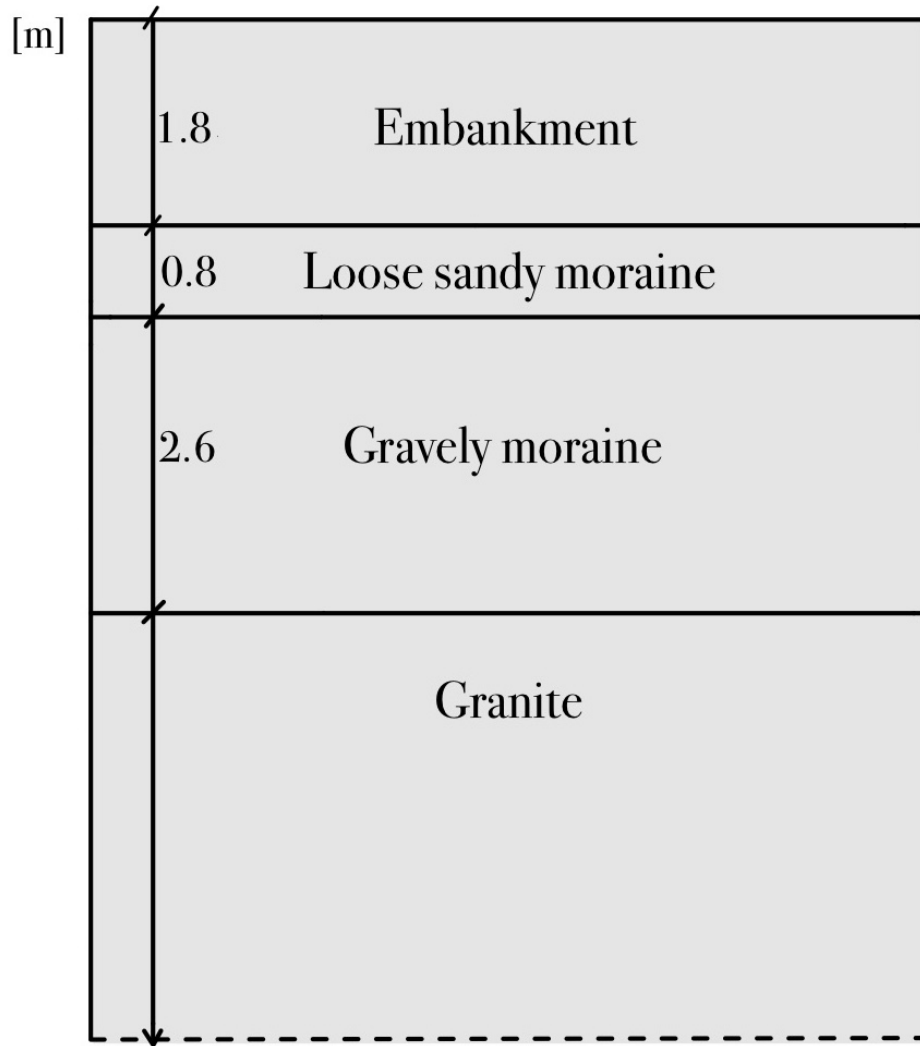 [m]
1.8
Embankment
0.8
Loose sandy moraine
2.6
Gravely moraine
Granite